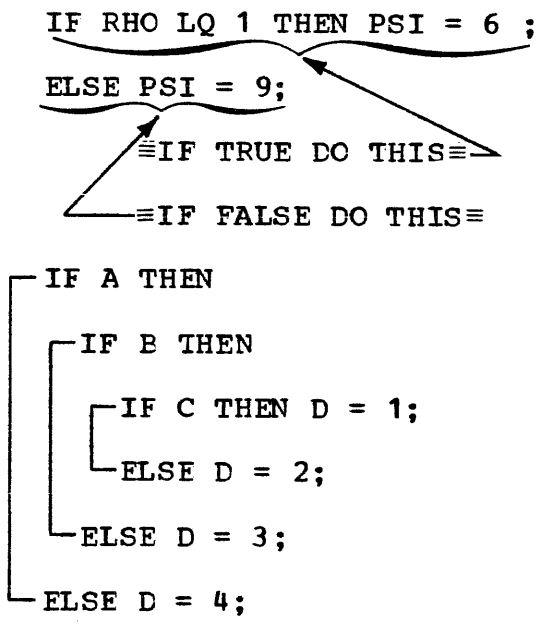 IF RHO LQ 1 THEN PSI = 6 ;
ELSE PSI = 9;
≡IF TRUE DO THIS≡
≡IF FALSE DO THIS≡
IF A THEN
IF B THEN
IF C THEN D = 1;
ELSE D = 2;
ELSE D = 3;
ELSE D = 4;